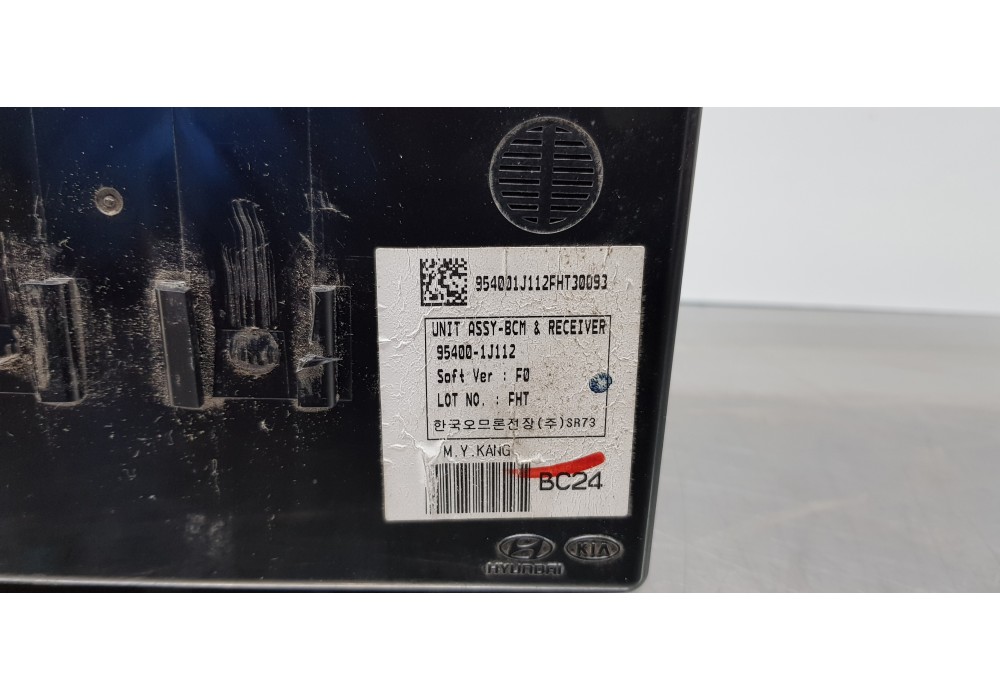 954001J112FHT30093
UNIT ASSY-BCM & RECEIVER
95400-1J112
Soft Ver : F0
LOT NO. : FHT
한국오므론전장(주)SR73
M.Y.KANG
BC24
HYUNDAI
KIA